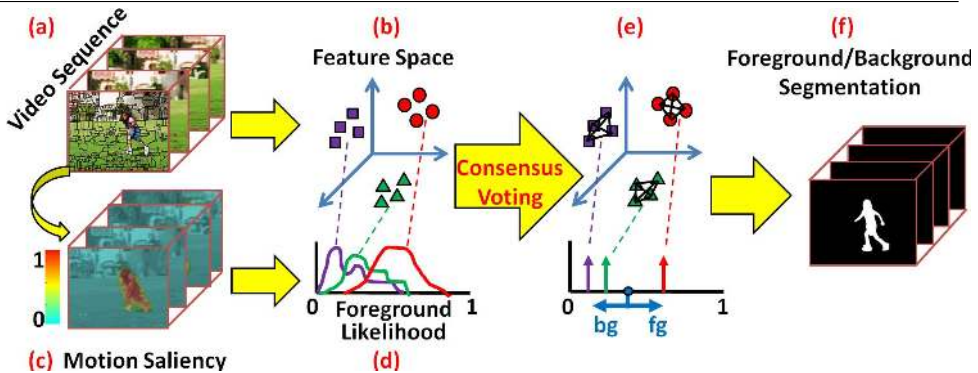 (a)
Video Sequence
(b)
Feature Space
(e)
(f)
Foreground/Background
Segmentation
Consensus
Voting
1
0
0
1
Foreground
Likelihood
0
1
bg
fg
(c) Motion Saliency
(d)